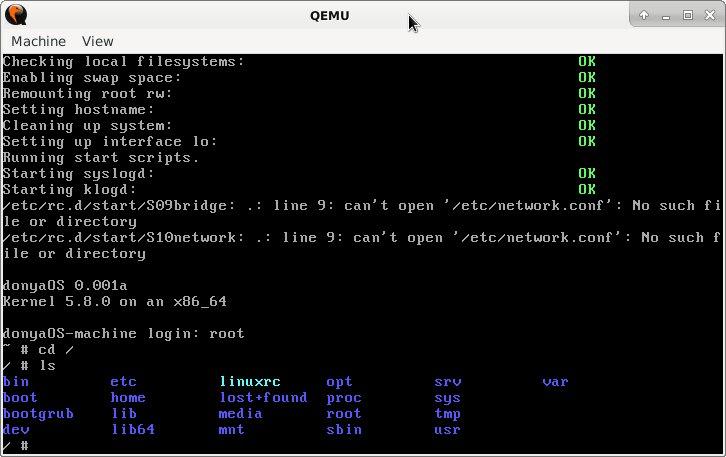 QEMU
Machine View
Checking local filesystems: OK
Enabling swap space: OK
Remounting root rw: OK
Setting hostname: OK
Cleaning up system: OK
Setting up interface lo: OK
Running start scripts.
Starting syslogd: OK
Starting klogd: OK
/etc/rc.d/start/S09bridge: .: line 9: can't open '/etc/network.conf': No such fi
le or directory
/etc/rc.d/start/S10network: .: line 9: can't open '/etc/network.conf': No such f
ile or directory
donyaOS 0.001a
Kernel 5.8.0 on an x86_64
donyaOS-machine login: root
~ # cd /
/ # ls
bin etc linuxrc opt srv var
boot home lost+found proc sys
bootgrub lib media root tmp
dev lib64 mnt sbin usr
/ #